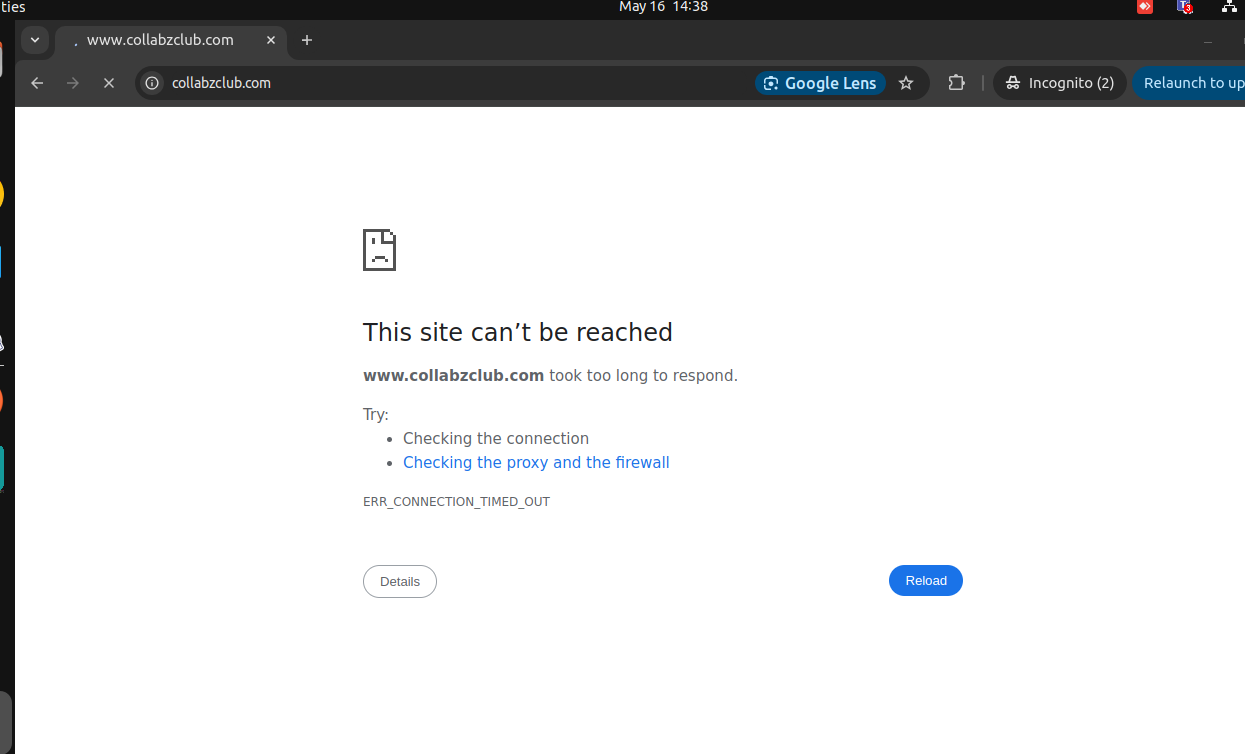 ties
May 16 14:38
3
www.collabzclub.com
collabzclub.com
Google Lens
Incognito (2)
Relaunch to up
This site can’t be reached
www.collabzclub.com took too long to respond.
Try:
Checking the connection
Checking the proxy and the firewall
ERR_CONNECTION_TIMED_OUT
Details
Reload